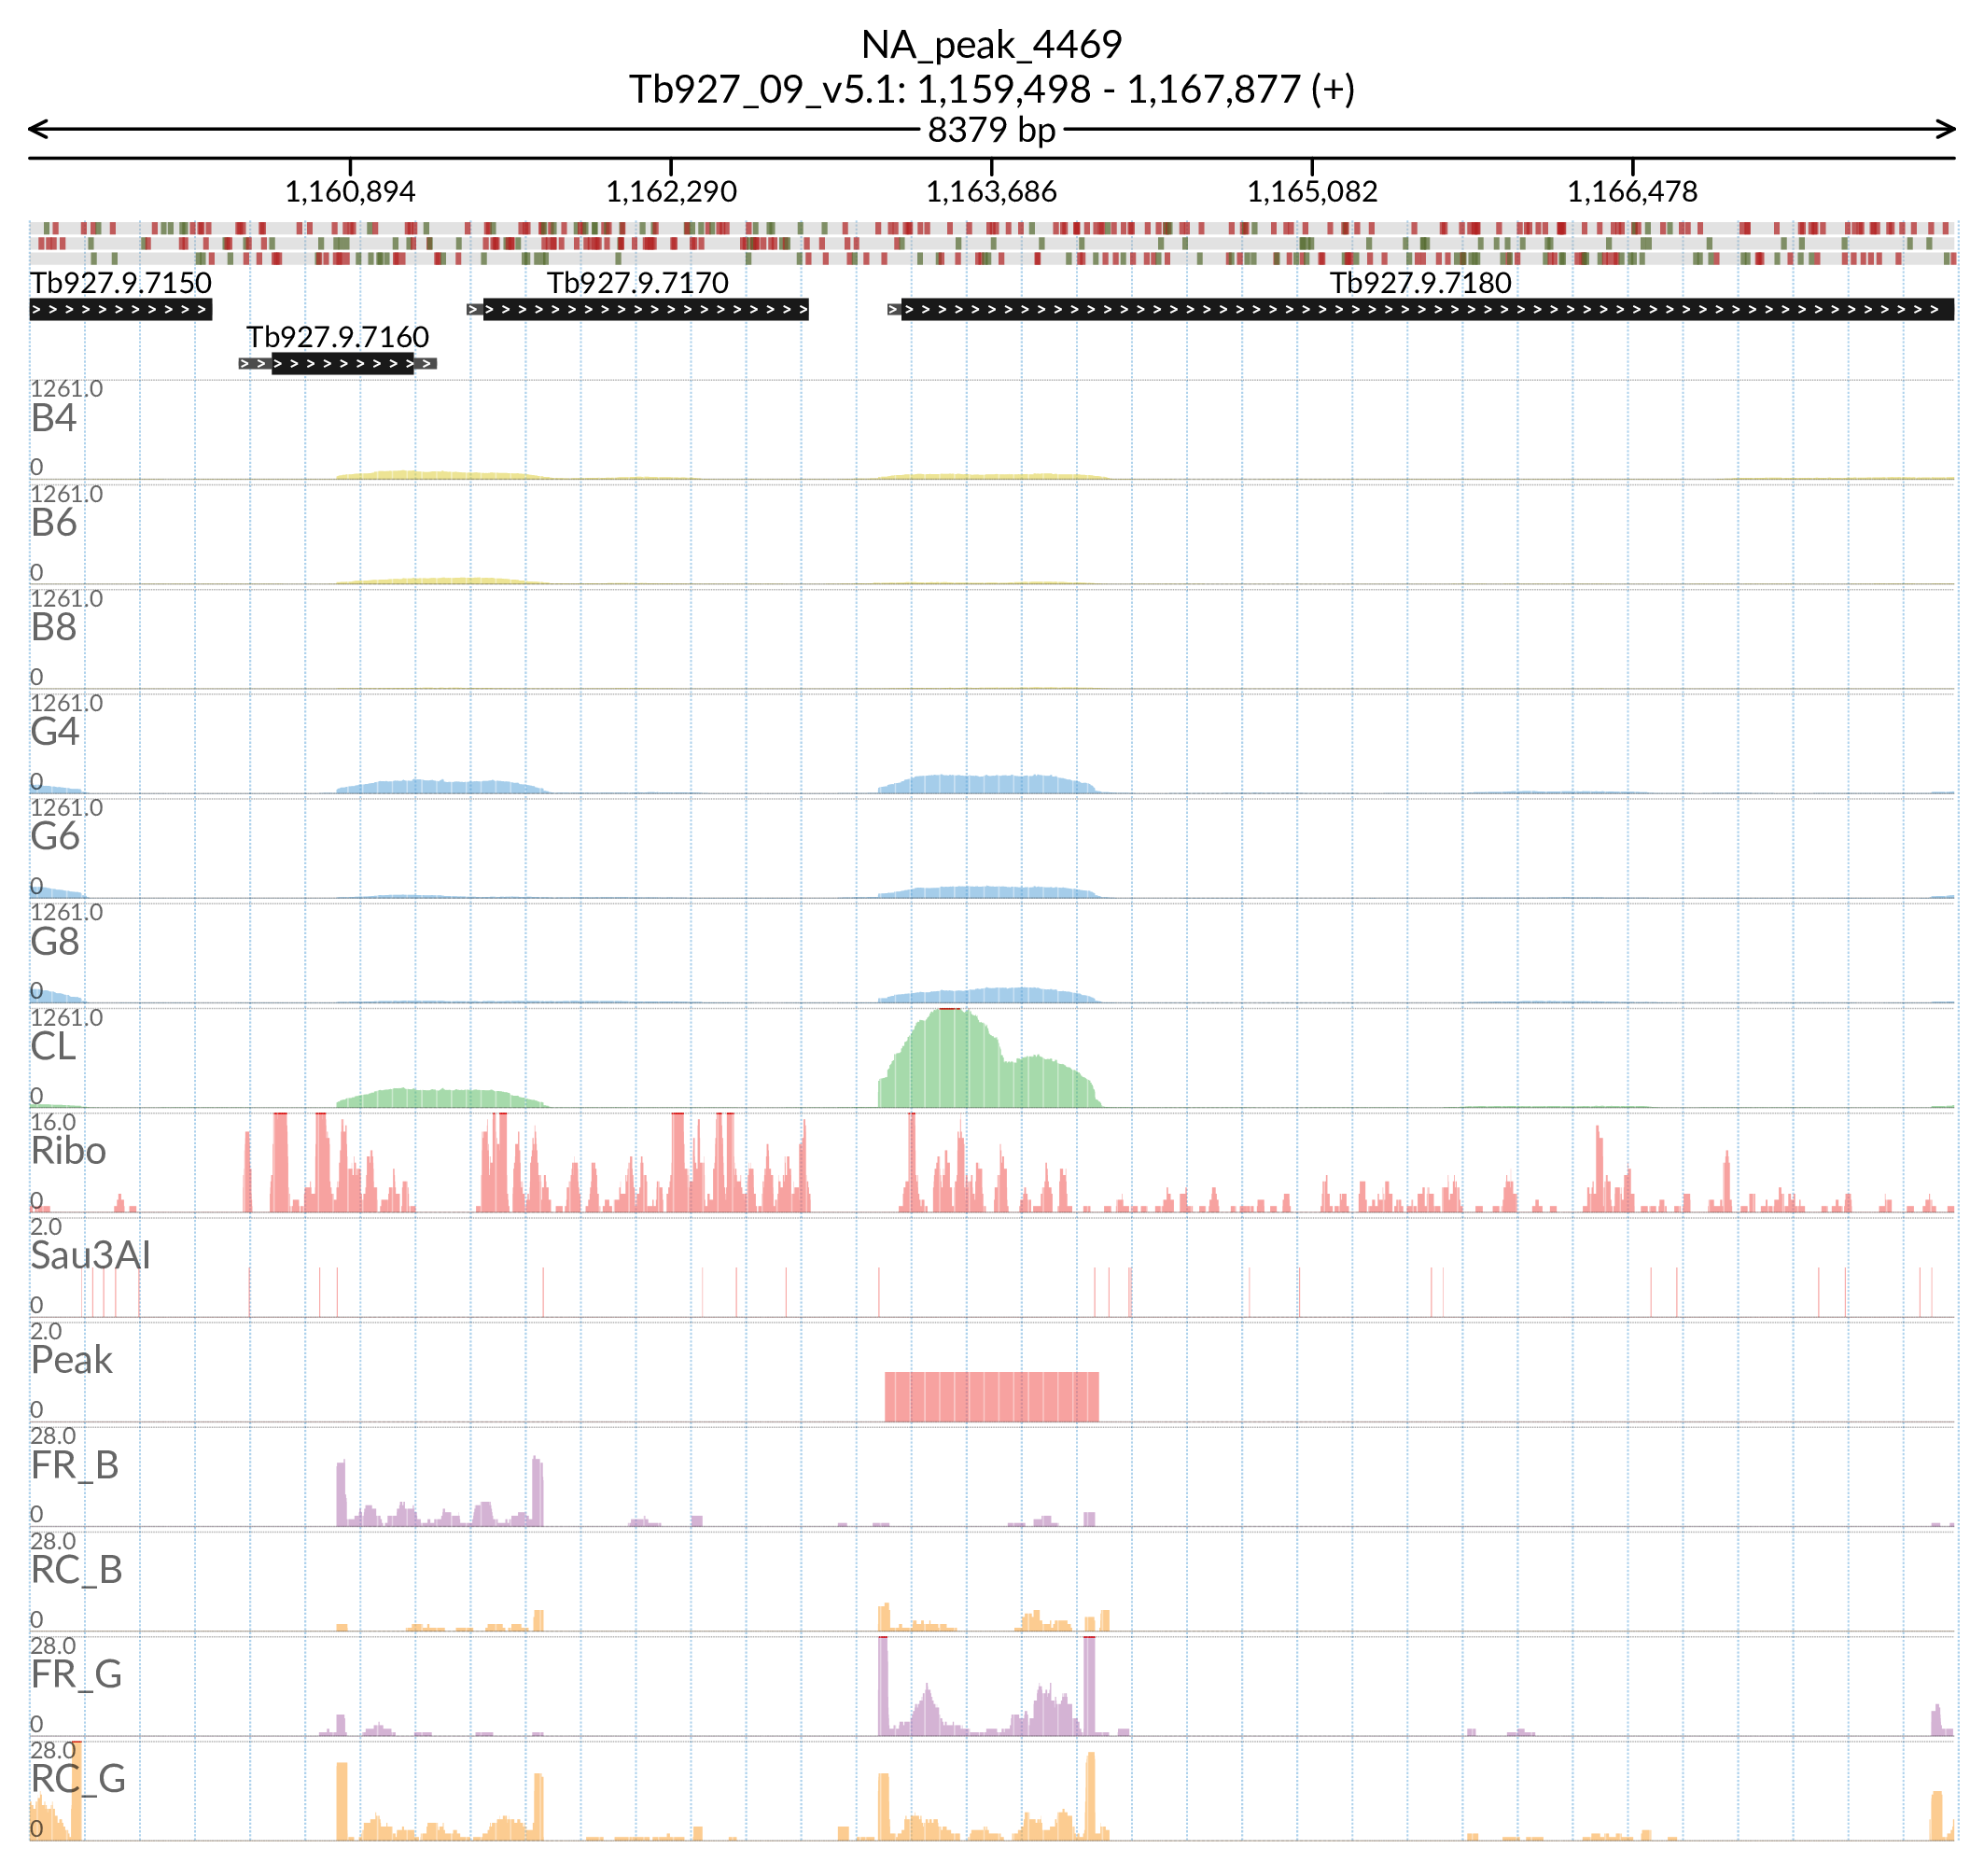 NA_peak_4469
Tb927_09_v5.1: 1,159,498 - 1,167,877 (+)
8379 bp
1,160,894 1,162,290 1,163,686 1,165,082 1,166,478
Tb927.9.7150 Tb927.9.7170 Tb927.9.7180
Tb927.9.7160
1261.0
B4
0
1261.0
B6
0
1261.0
B8
0
1261.0
G4
0
1261.0
G6
0
1261.0
G8
0
1261.0
CL
0
16.0
Ribo
0
2.0
Sau3AI
0
2.0
Peak
0
28.0
FR_B
0
28.0
RC_B
0
28.0
FR_G
0
28.0
RC_G
0